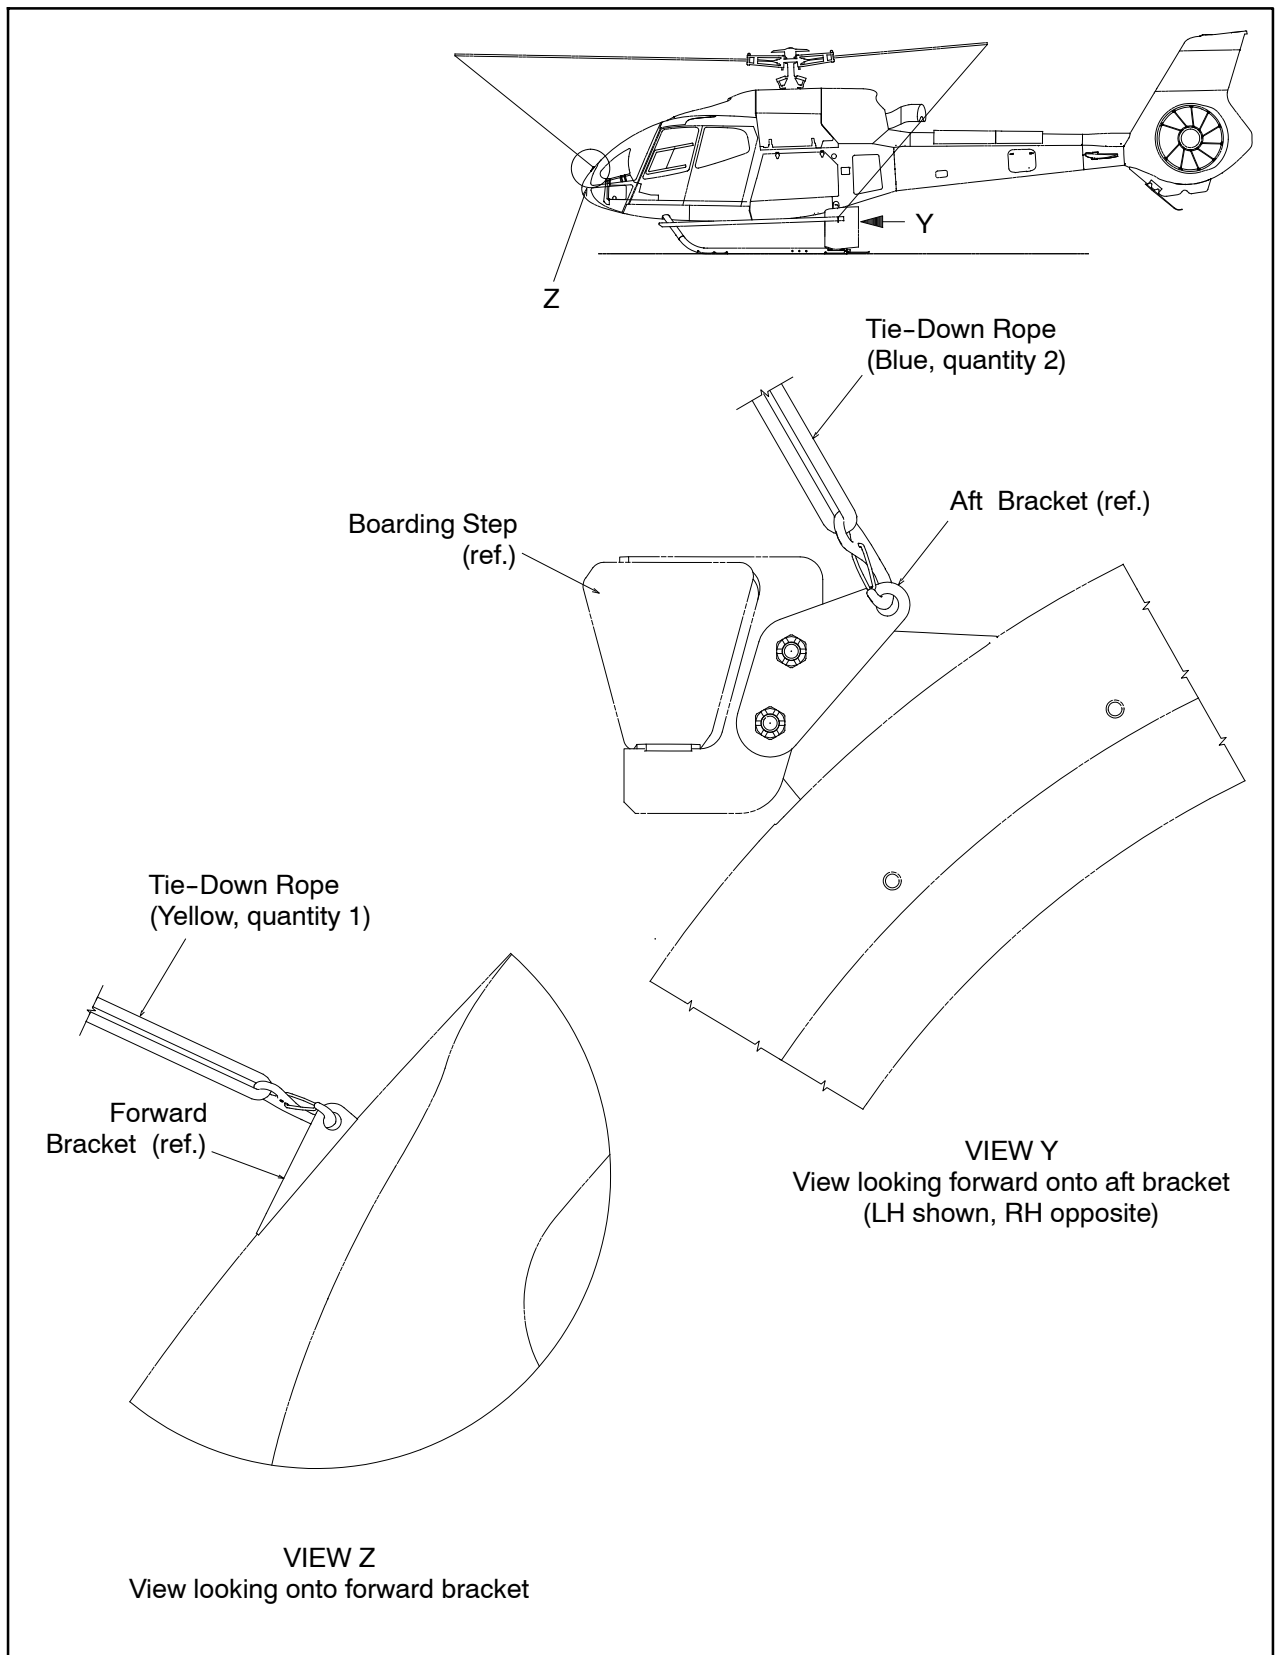 Y
Z
Tie-Down Rope
(Blue, quantity 2)
Aft Bracket (ref.)
Boarding Step
(ref.)
Tie-Down Rope
(Yellow, quantity 1)
Forward
Bracket (ref.)
VIEW Y
View looking forward onto aft bracket
(LH shown, RH opposite)
VIEW Z
View looking onto forward bracket